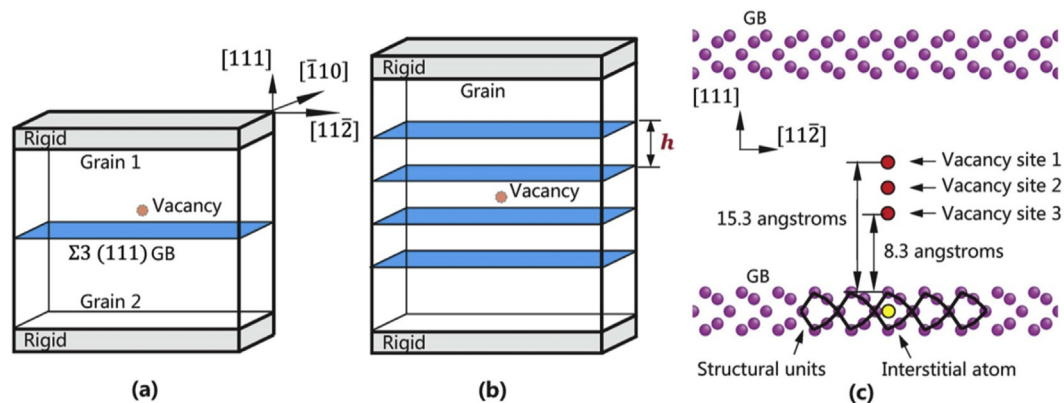 [111]
[1̅10]
[112̅]
Rigid
Grain 1
Vacancy
Σ3 (111) GB
Grain 2
Rigid
(a)
Rigid
Grain
h
Vacancy
Rigid
(b)
GB
[111]
[112̅]
Vacancy site 1
Vacancy site 2
Vacancy site 3
15.3 angstroms
8.3 angstroms
GB
Structural units
Interstitial atom
(c)